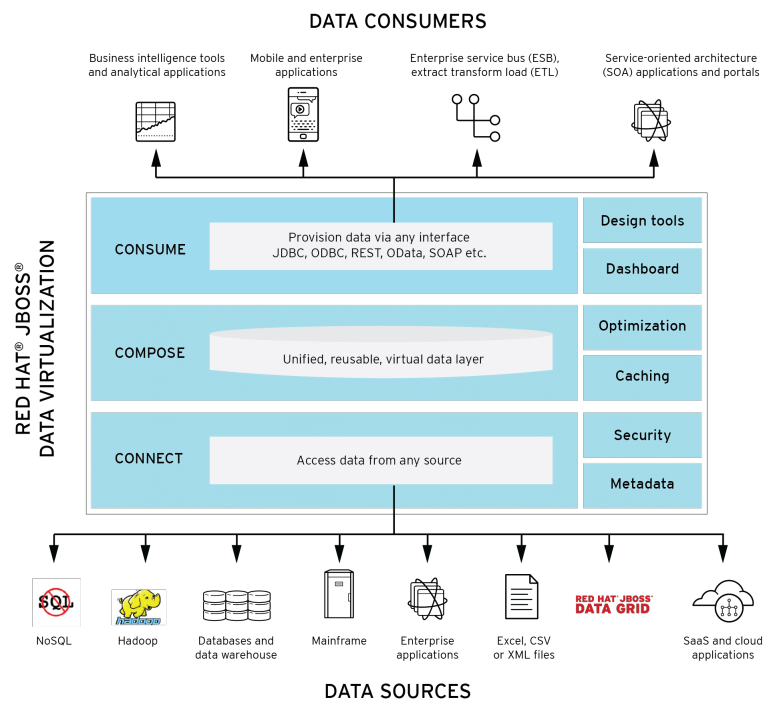 DATA CONSUMERS
Business intelligence tools
and analytical applications
Mobile and enterprise
applications
Enterprise service bus (ESB),
extract transform load (ETL)
Service-oriented architecture
(SOA) applications and portals
RED HAT® JBOSS®
DATA VIRTUALIZATION
CONSUME
Provision data via any interface
JDBC, ODBC, REST, OData, SOAP etc.
Design tools
Dashboard
COMPOSE
Unified, reusable, virtual data layer
Optimization
Caching
CONNECT
Access data from any source
Security
Metadata
SQL
NoSQL
hadoop
Hadoop
Databases and
data warehouse
Mainframe
Enterprise
applications
Excel, CSV
or XML files
RED HAT® JBOSS®
DATA GRID
SaaS and cloud
applications
DATA SOURCES